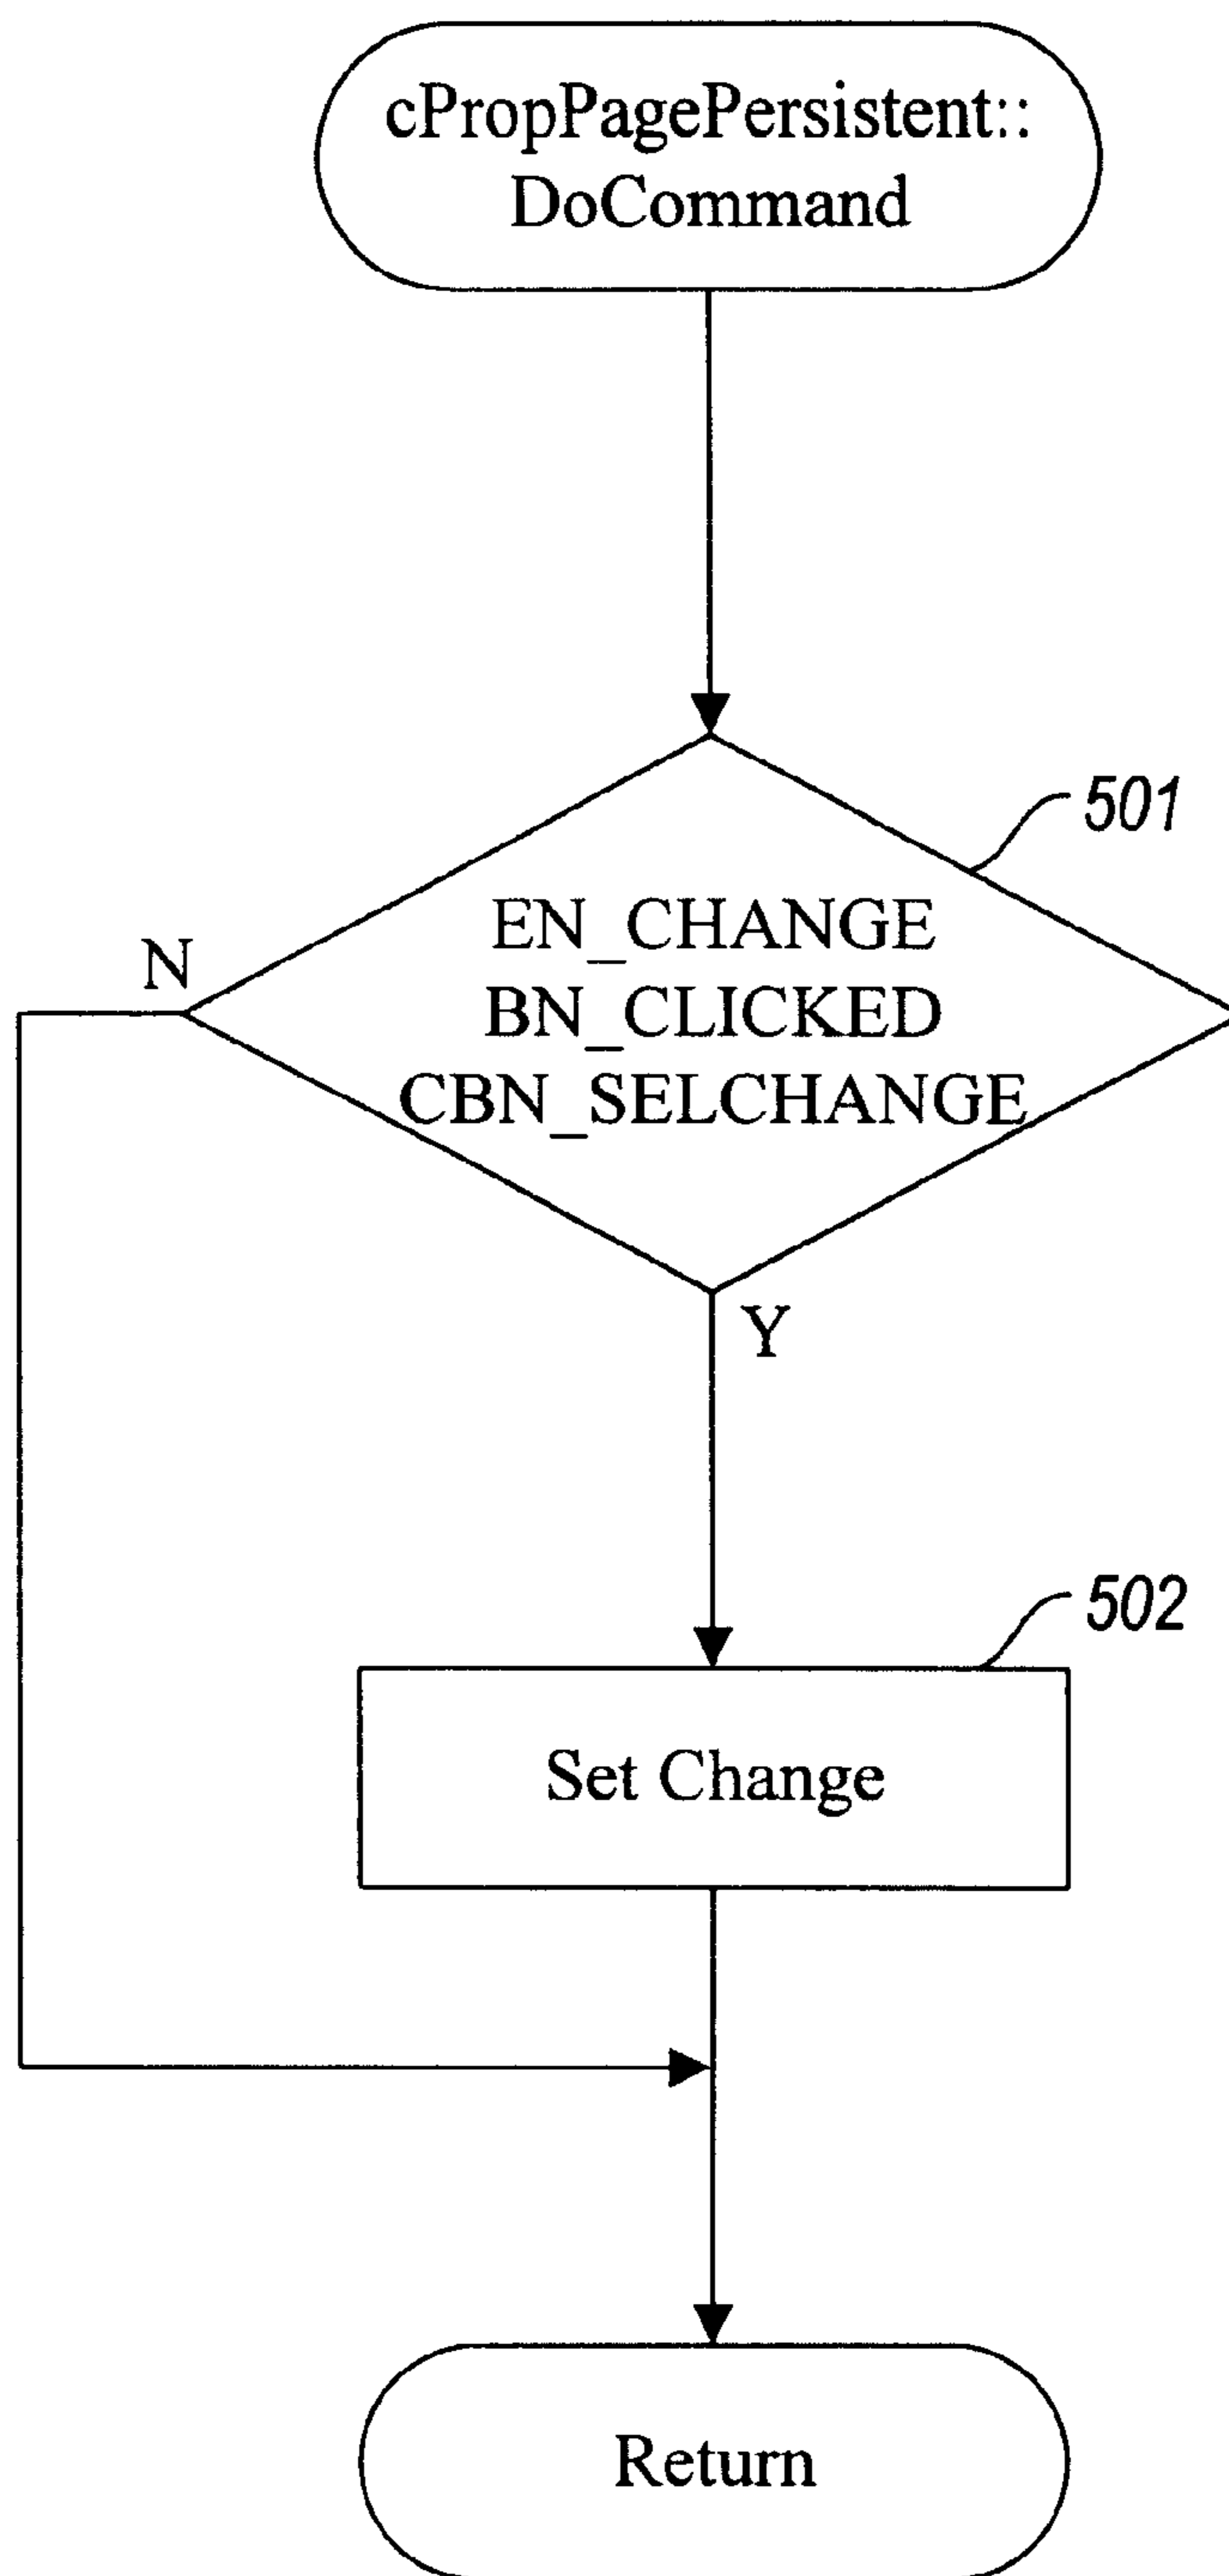 cPropPagePersistent::
DoCommand
501
EN_CHANGE
N
BN_CLICKED
CBN_SELCHANGE
Y
502
Set Change
Return